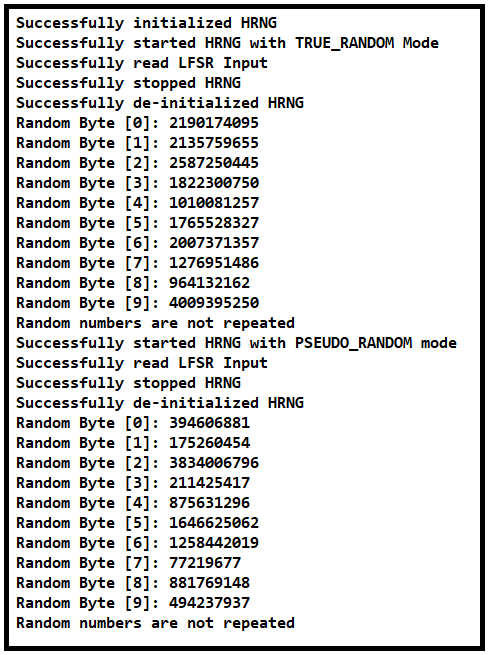 Successfully initialized HRNG
Successfully started HRNG with TRUE_RANDOM Mode
Successfully read LFSR Input
Successfully stopped HRNG
Successfully de-initialized HRNG
Random Byte [0]: 2190174095
Random Byte [1]: 2135759655
Random Byte [2]: 2587250445
Random Byte [3]: 1822300750
Random Byte [4]: 1010081257
Random Byte [5]: 1765528327
Random Byte [6]: 2007371357
Random Byte [7]: 1276951486
Random Byte [8]: 964132162
Random Byte [9]: 4009395250
Random numbers are not repeated
Successfully started HRNG with PSEUDO_RANDOM mode
Successfully read LFSR Input
Successfully stopped HRNG
Successfully de-initialized HRNG
Random Byte [0]: 394606881
Random Byte [1]: 175260454
Random Byte [2]: 3834006796
Random Byte [3]: 211425417
Random Byte [4]: 875631296
Random Byte [5]: 1646625062
Random Byte [6]: 1258442019
Random Byte [7]: 77219677
Random Byte [8]: 881769148
Random Byte [9]: 494237937
Random numbers are not repeated